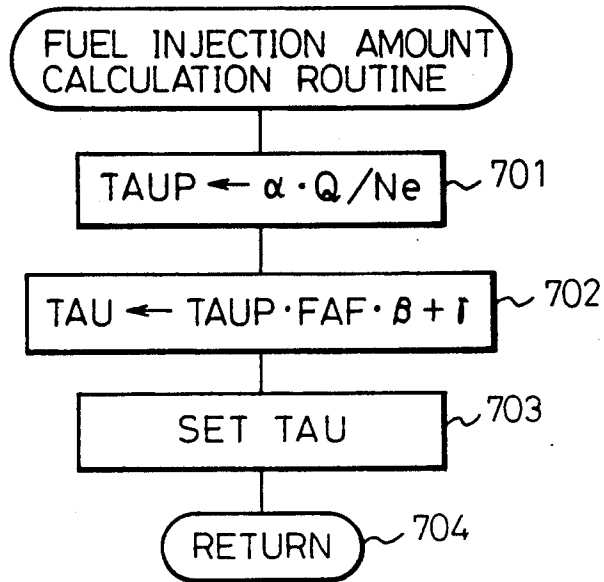 FUEL INJECTION AMOUNT
CALCULATION ROUTINE
TAUP ← α · Q/Ne
701
TAU ← TAUP · FAF · β + γ
702
SET TAU
703
RETURN
704